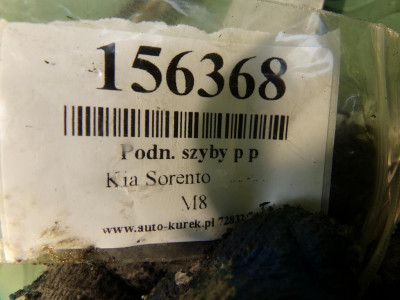 156368
Podn. szyby p p
Kia Sorento
M8
www.auto-kurek.pl